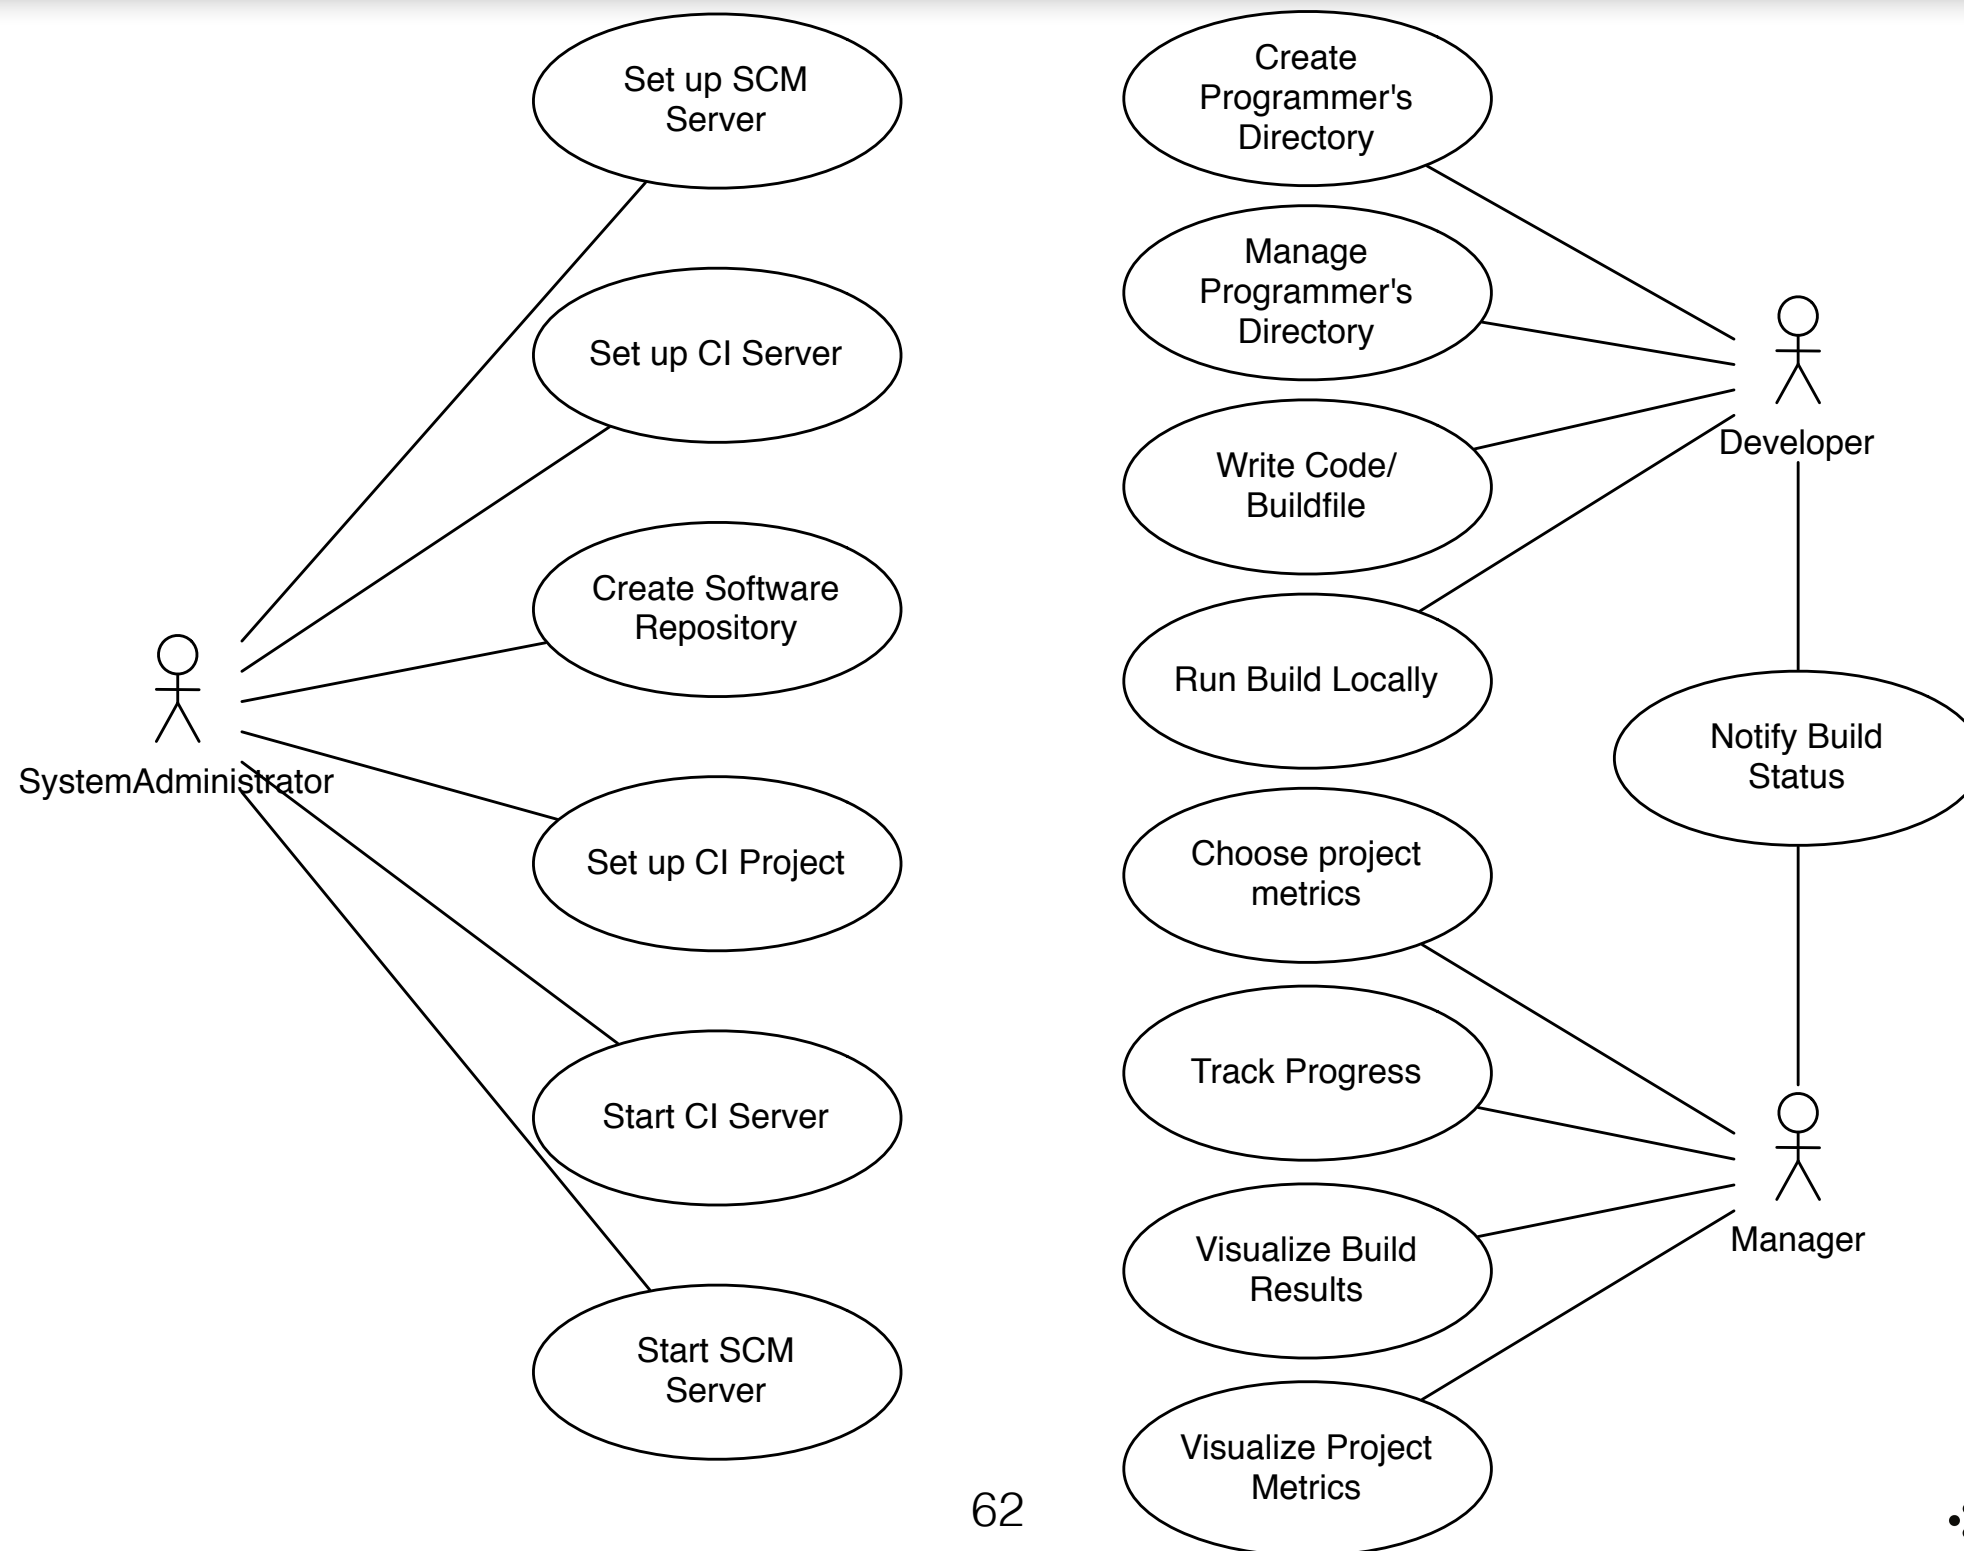 Set up SCM
Server
Set up CI Server
Create Software
Repository
SystemAdministrator
Set up CI Project
Start CI Server
Start SCM
Server
Create
Programmer's
Directory
Manage
Programmer's
Directory
Write Code/
Buildfile
Run Build Locally
Developer
Notify Build
Status
Choose project
metrics
Track Progress
Visualize Build
Results
Manager
Visualize Project
Metrics
62